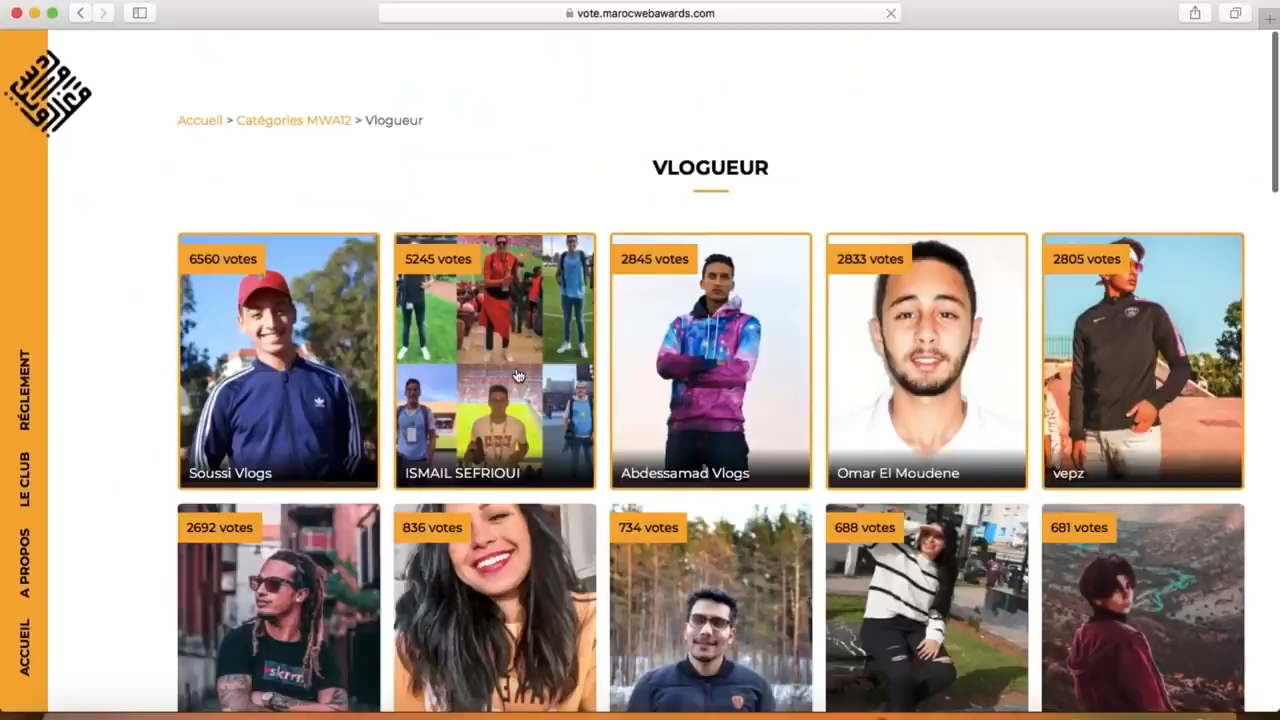 vote.marocwebawards.com
Accueil > Catégories MWA12 > Vlogueur
VLOGUEUR
6560 votes
5245 votes
2845 votes
2833 votes
2805 votes
Soussi Vlogs
ISMAIL SEFRIOUI
Abdessamad Vlogs
Omar El Moudene
vepz
2692 votes
836 votes
734 votes
688 votes
681 votes
skrrr
RÉGLEMENT
LE CLUB
A PROPOS
ACCUEIL